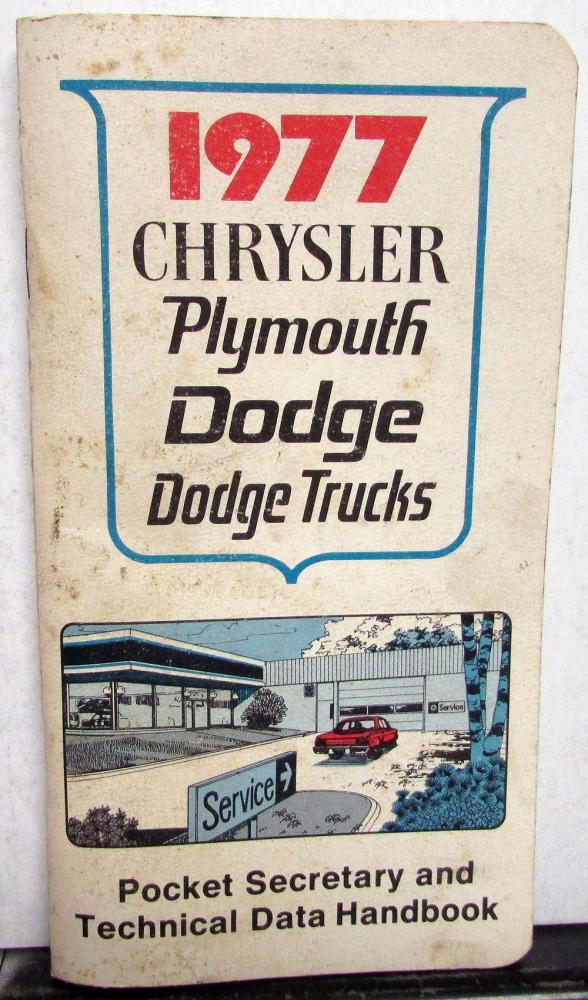 1977
CHRYSLER
Plymouth
Dodge
Dodge Trucks
Service
Service
Pocket Secretary and
Technical Data Handbook